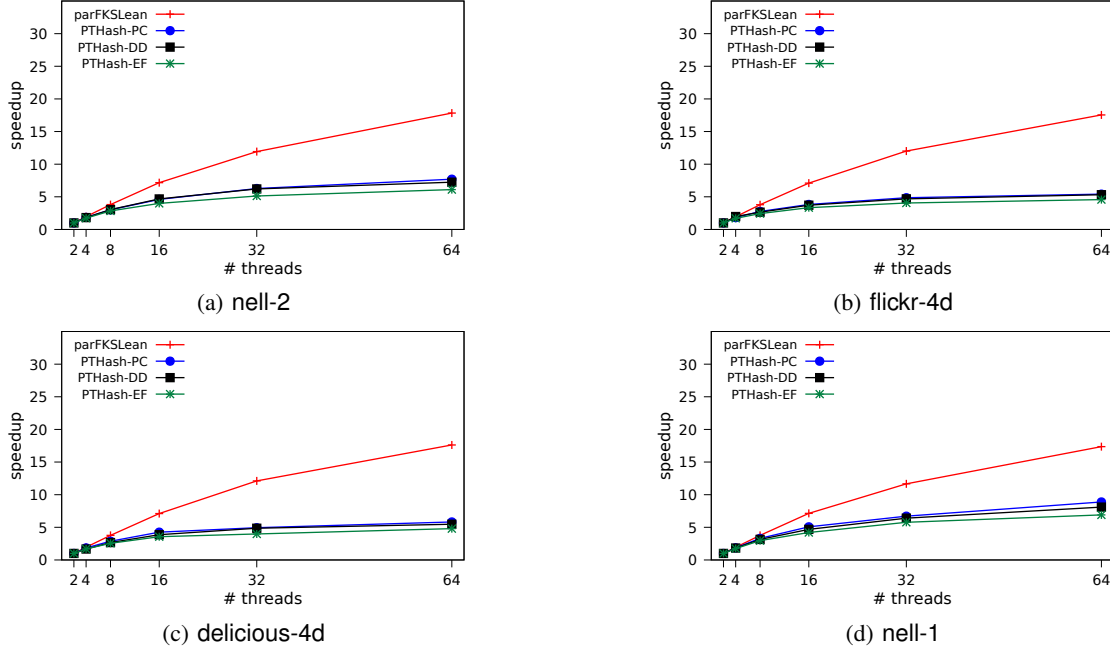 parFKSLean
PTHash-PC
PTHash-DD
PTHash-EF
speedup
35
30
25
20
15
10
5
0
2 4 8 16 32 64
# threads
(a) nell-2
parFKSLean
PTHash-PC
PTHash-DD
PTHash-EF
speedup
35
30
25
20
15
10
5
0
2 4 8 16 32 64
# threads
(b) flickr-4d
parFKSLean
PTHash-PC
PTHash-DD
PTHash-EF
speedup
35
30
25
20
15
10
5
0
2 4 8 16 32 64
# threads
(c) delicious-4d
parFKSLean
PTHash-PC
PTHash-DD
PTHash-EF
speedup
35
30
25
20
15
10
5
0
2 4 8 16 32 64
# threads
(d) nell-1